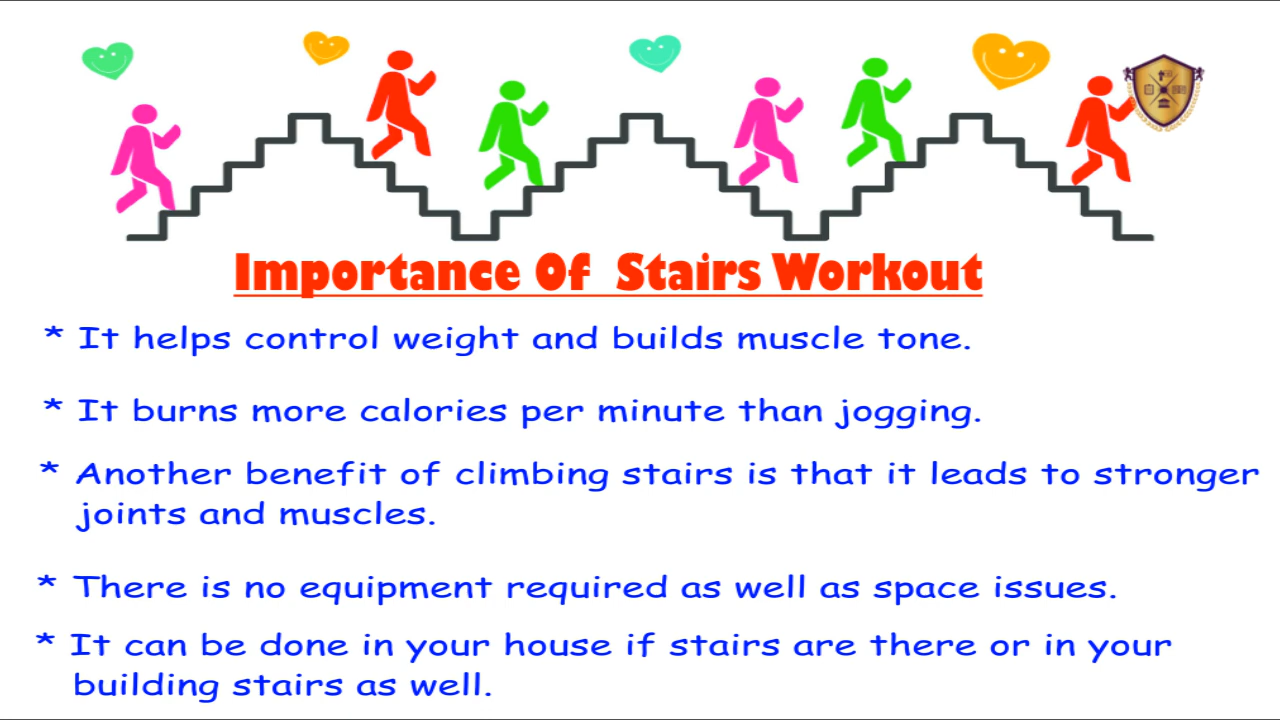 Importance Of Stairs Workout
* It helps control weight and builds muscle tone.
* It burns more calories per minute than jogging.
* Another benefit of climbing stairs is that it leads to stronger
joints and muscles.
* There is no equipment required as well as space issues.
* It can be done in your house if stairs are there or in your
building stairs as well.